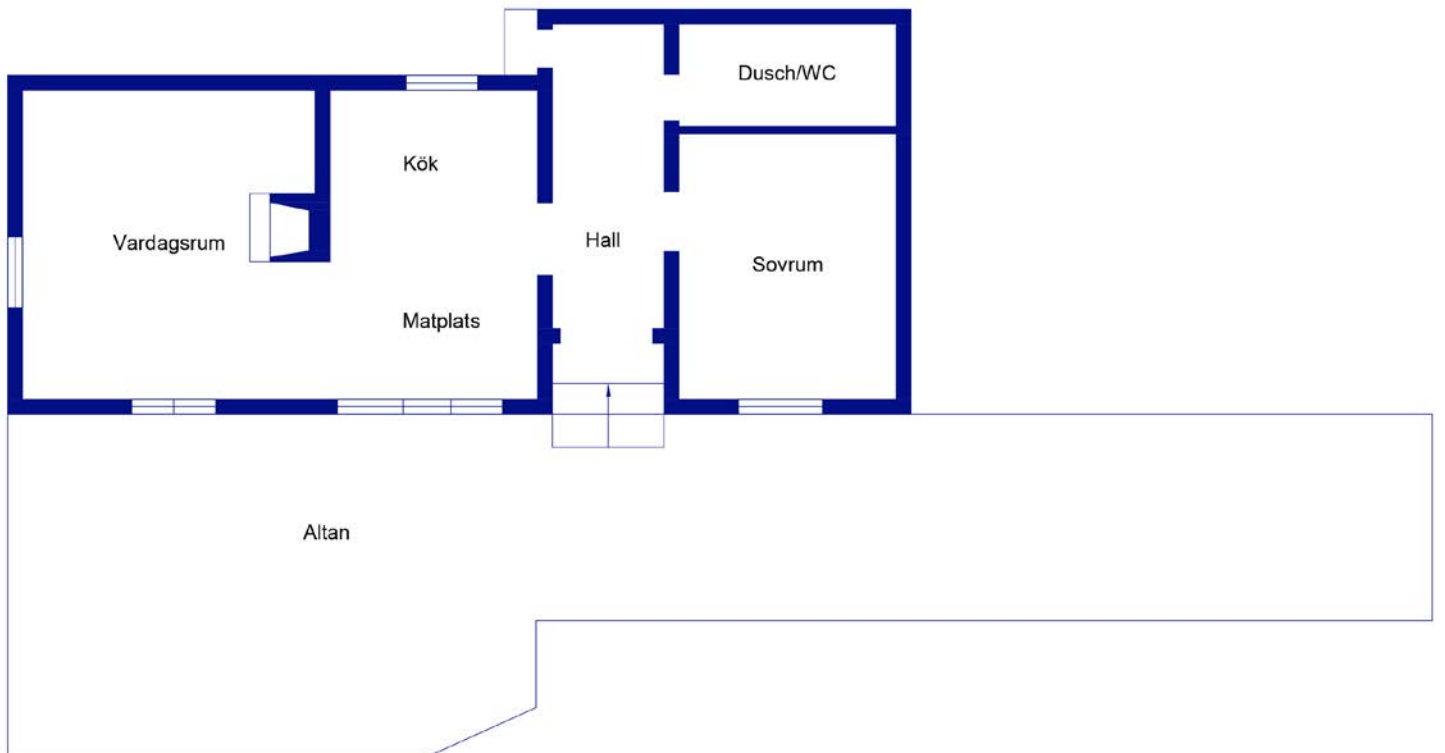 Dusch/WC
Kök
Vardagsrum
Hall
Sovrum
Matplats
Altan